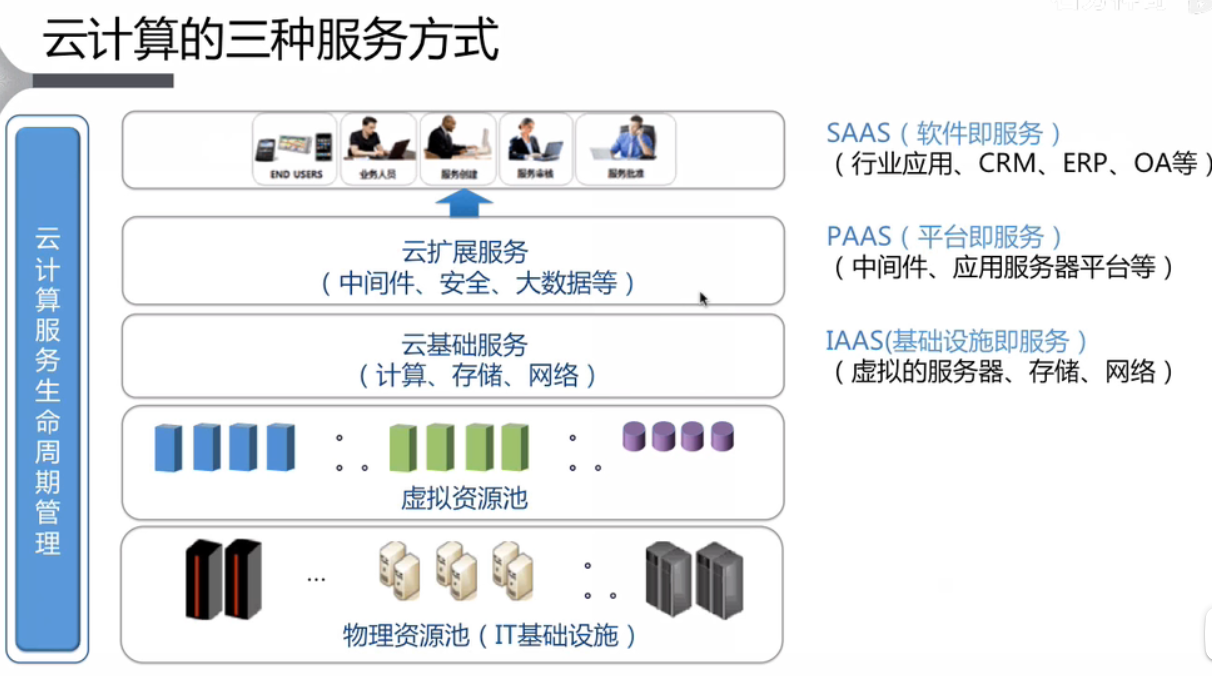 云计算的三种服务方式
云计算服务生命周期管理
END USERS
业务人员
服务创建
服务审核
服务批准
云扩展服务
（中间件、安全、大数据等）
云基础服务
（计算、存储、网络）
虚拟资源池
...
物理资源池（IT基础设施）
SAAS（软件即服务）
（行业应用、CRM、ERP、OA等）
PAAS（平台即服务）
（中间件、应用服务器平台等）
IAAS(基础设施即服务）
（虚拟的服务器、存储、网络）